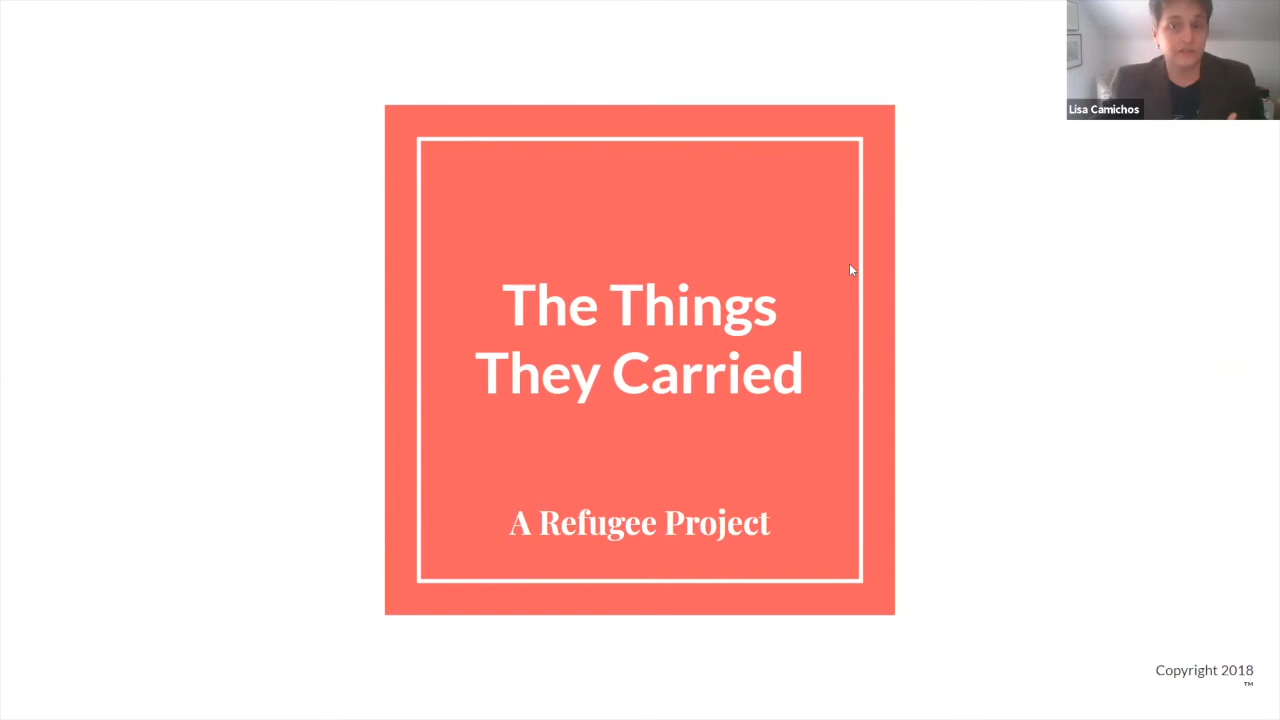 Lisa Camichos
The Things
They Carried
A Refugee Project
Copyright 2018
™